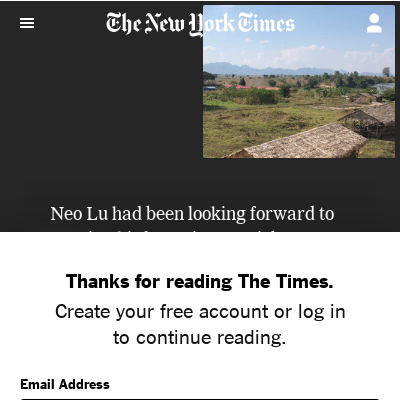 The New York Times
Neo Lu had been looking forward to
Thanks for reading The Times.
Create your free account or log in
to continue reading.
Email Address